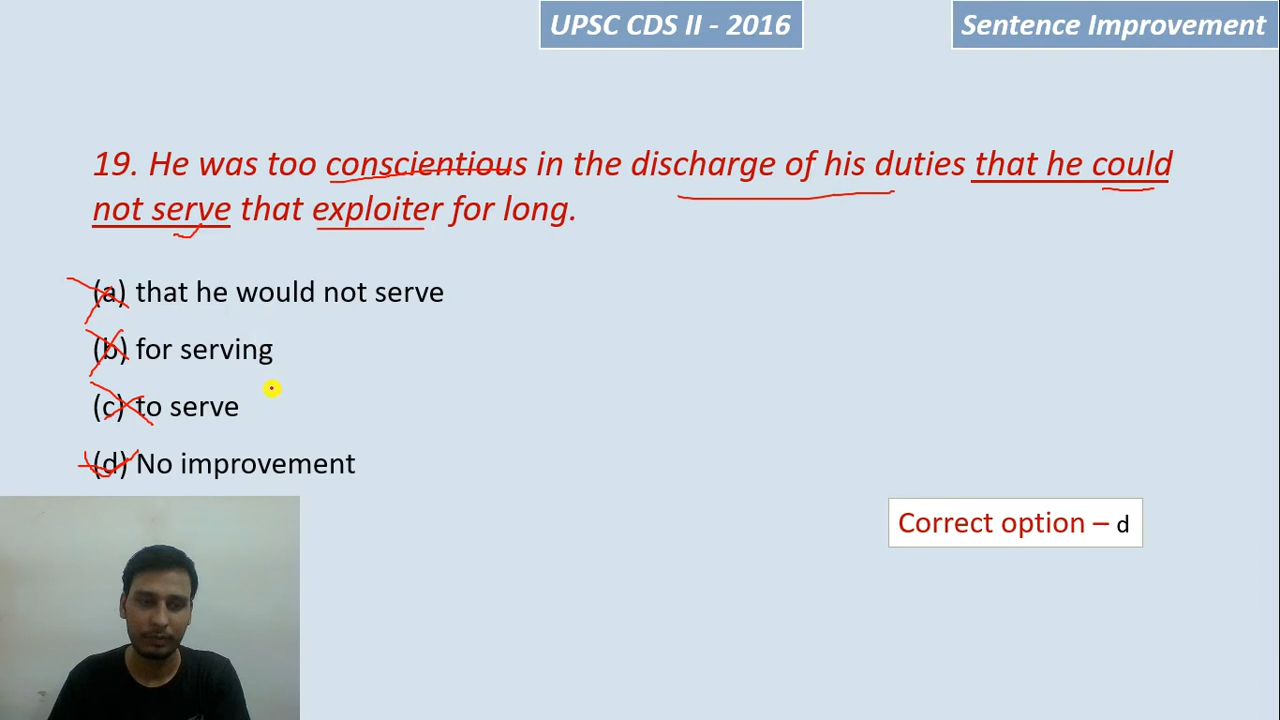 UPSC CDS II - 2016
Sentence Improvement
19. He was too conscientious in the discharge of his duties that he could
not serve that exploiter for long.
(a) that he would not serve
(b) for serving
(c) to serve
(d) No improvement
Correct option – d